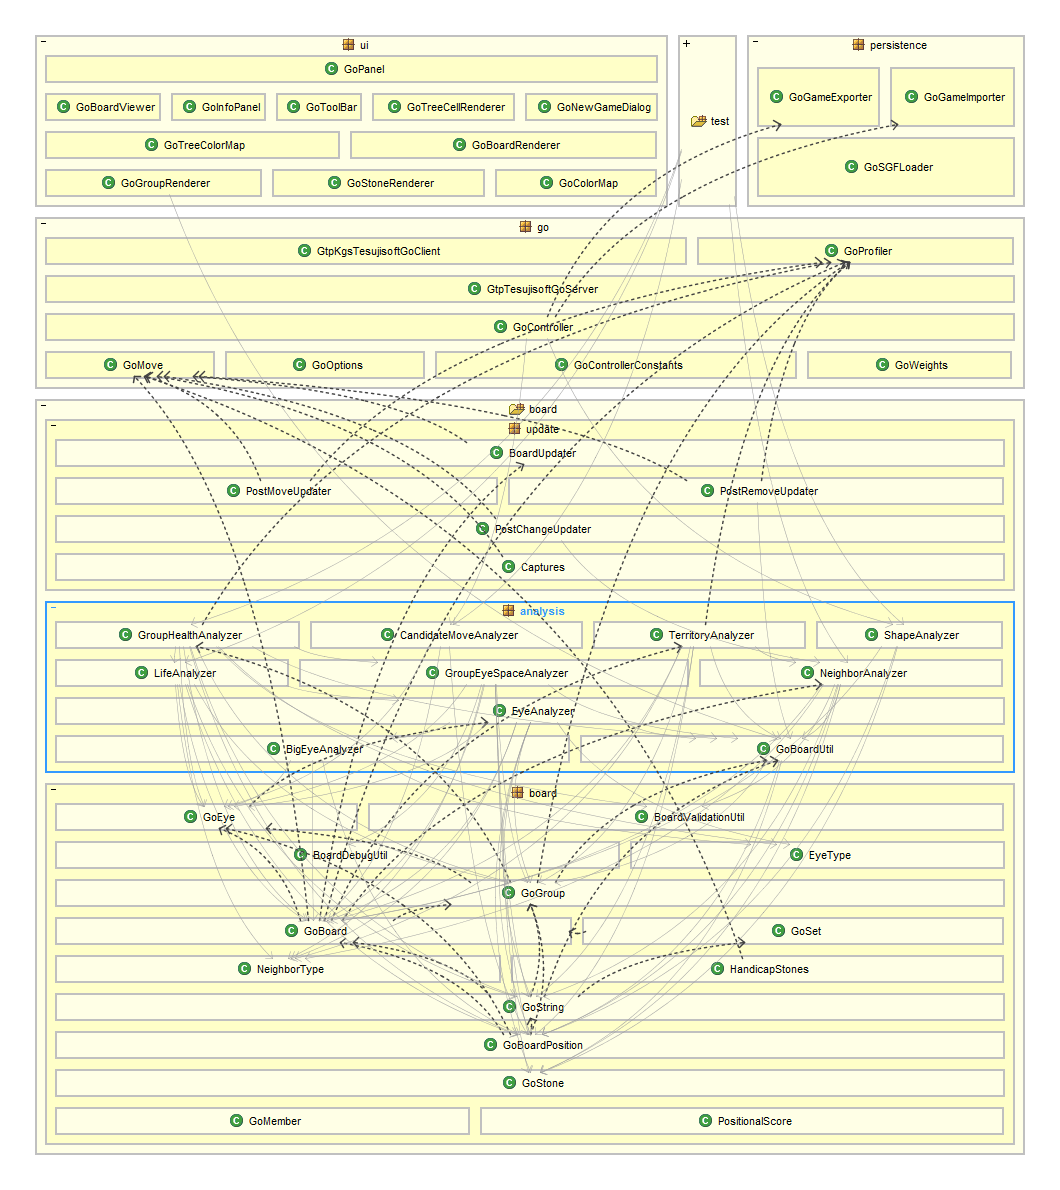 ui
GoPanel
GoBoardViewer
GoInfoPanel
GoToolBar
GoTreeCellRenderer
GoNewGameDialog
GoTreeColorMap
GoBoardRenderer
GoGroupRenderer
GoStoneRenderer
GoColorMap
test
persistence
GoGameExporter
GoGameImporter
GoSGFLoader
go
GtpKgsTesujisoftGoClient
GoProfiler
GtpTesujisoftGoServer
GoController
GoMove
GoOptions
GoControllerConstants
GoWeights
board
update
BoardUpdater
PostMoveUpdater
PostRemoveUpdater
PostChangeUpdater
Captures
analysis
GroupHealthAnalyzer
CandidateMoveAnalyzer
TerritoryAnalyzer
ShapeAnalyzer
LifeAnalyzer
GroupEyeSpaceAnalyzer
NeighborAnalyzer
EyeAnalyzer
BigEyeAnalyzer
GoBoardUtil
board
GoEye
BoardValidationUtil
BoardDebugUtil
EyeType
GoGroup
GoBoard
GoSet
NeighborType
HandicapStones
GoString
GoBoardPosition
GoStone
GoMember
PositionalScore